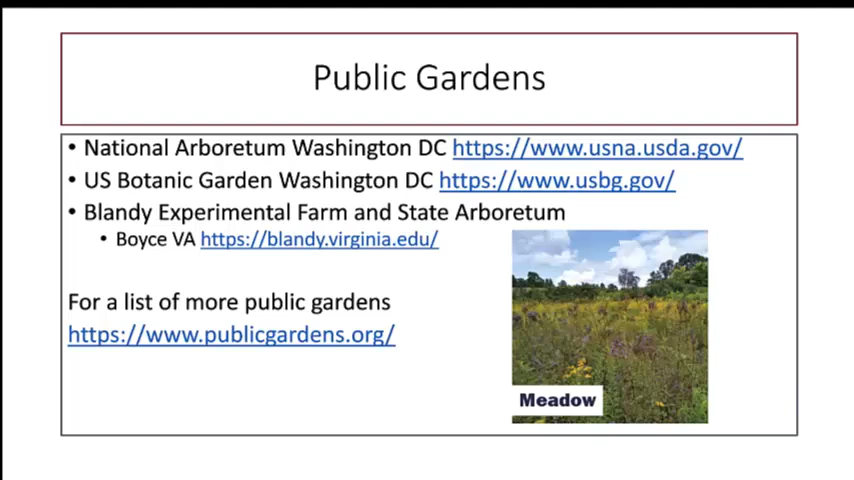 Public Gardens
• National Arboretum Washington DC https://www.usna.usda.gov/
• US Botanic Garden Washington DC https://www.usbg.gov/
• Blandy Experimental Farm and State Arboretum
• Boyce VA https://blandy.virginia.edu/
For a list of more public gardens
https://www.publicgardens.org/
Meadow